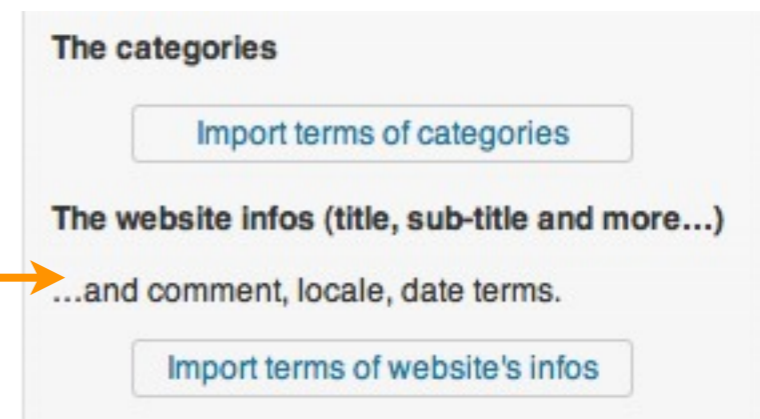 The categories
Import terms of categories
The website infos (title, sub-title and more...)
...and comment, locale, date terms.
Import terms of website's infos